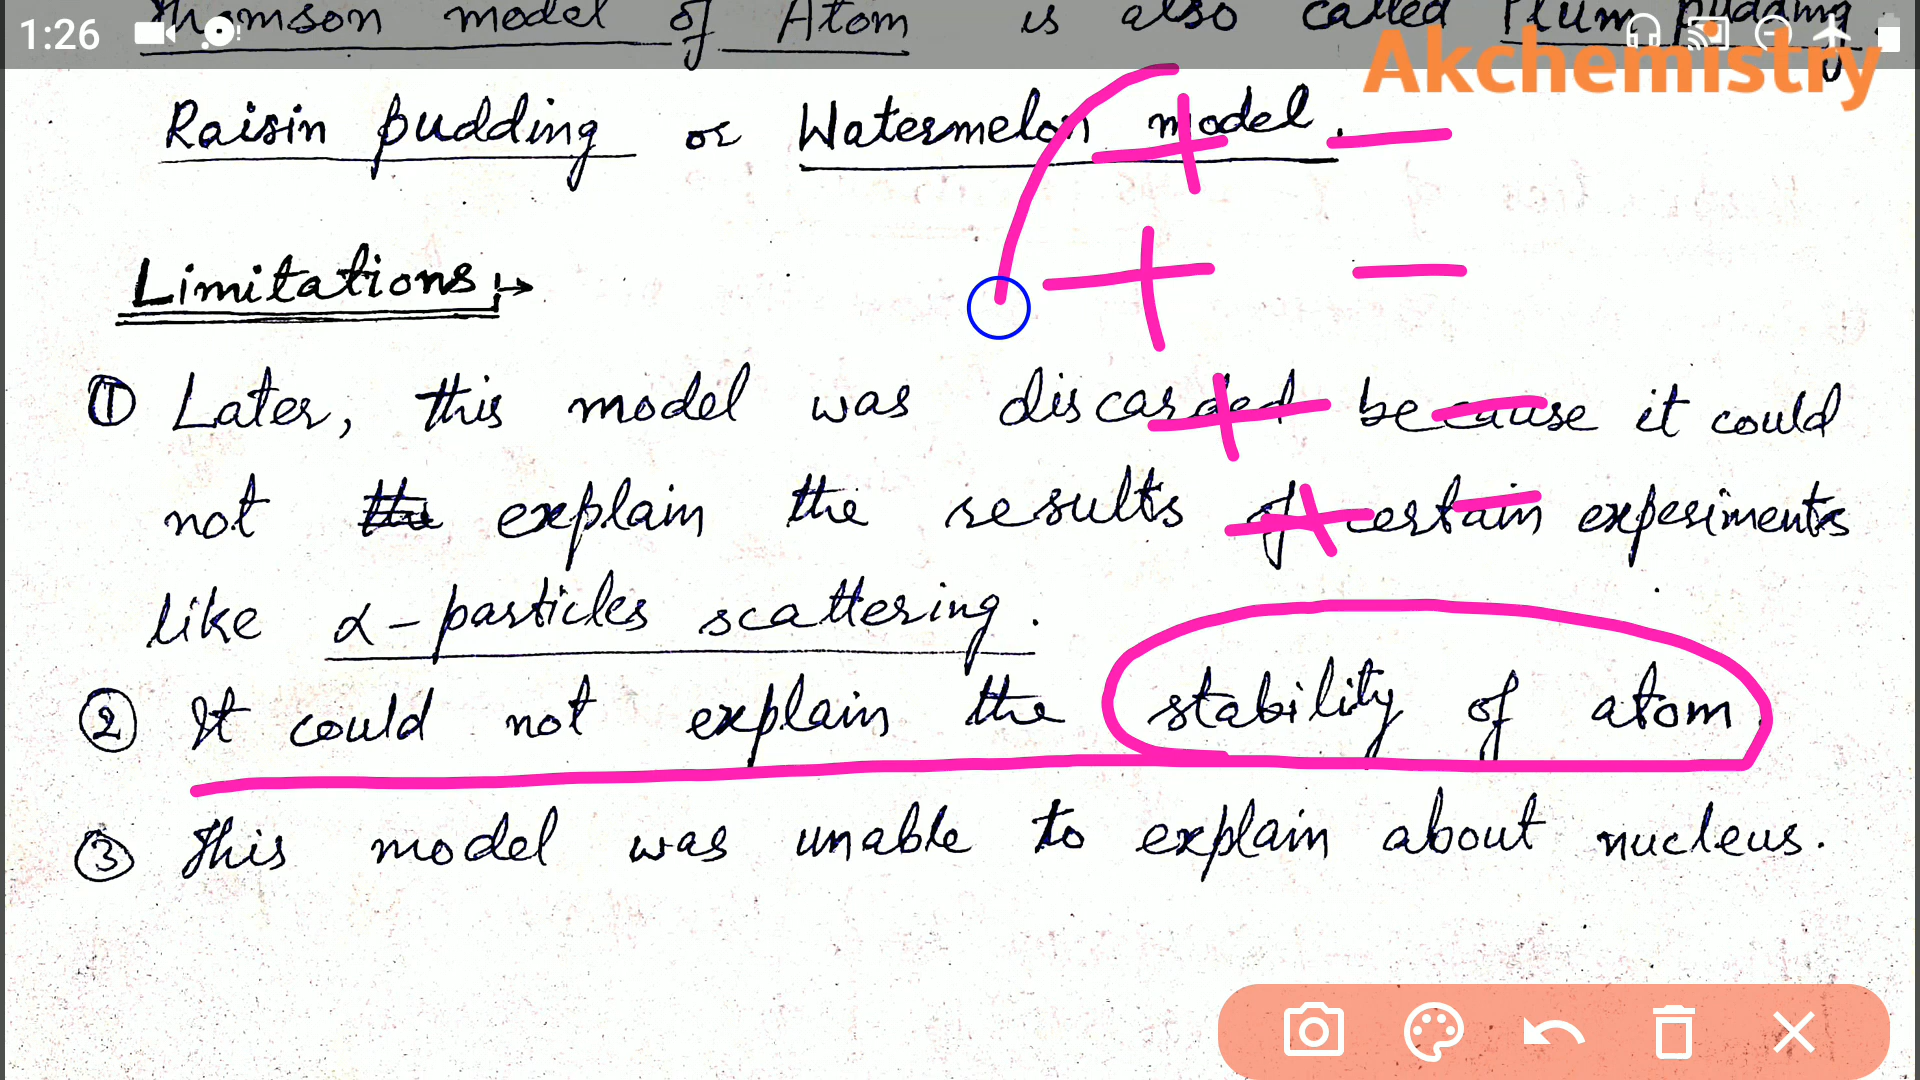 1:26
Thomson model of Atom is also called Plum pudding,
Akchemistry
Raisin pudding or Watermelon model.
Limitations
① Later, this model was discarded because it could
not the explain the results of certain experiments
like α-particles scattering.
② It could not explain the stability of atom.
③ This model was unable to explain about nucleus.